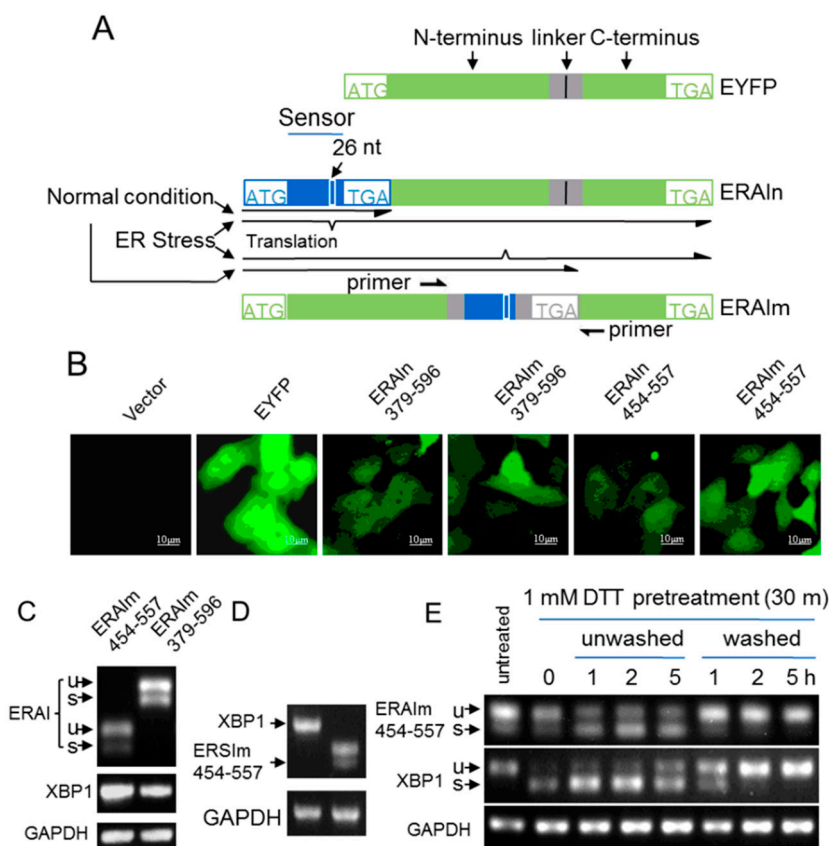 A
N-terminus linker C-terminus
ATG TGA EYFP
Sensor
26 nt
ATG TGA TGA ERAIn
Normal condition
ER Stress
Translation
primer
ATG TGA TGA ERAIm
primer
B
Vector
EYFP
ERAIn
379-596
ERAIm
379-596
ERAIn
454-557
ERAIm
454-557
10μm 10μm 10μm 10μm 10μm 10μm
C
ERAIm
454-557
ERAIm
379-596
ERAI
u
s
u
s
XBP1
GAPDH
D
XBP1
ERSIm
454-557
GAPDH
E
1 mM DTT pretreatment (30 m)
untreated
unwashed washed
0 1 2 5 1 2 5 h
ERAIm
454-557
u
s
XBP1
u
s
GAPDH